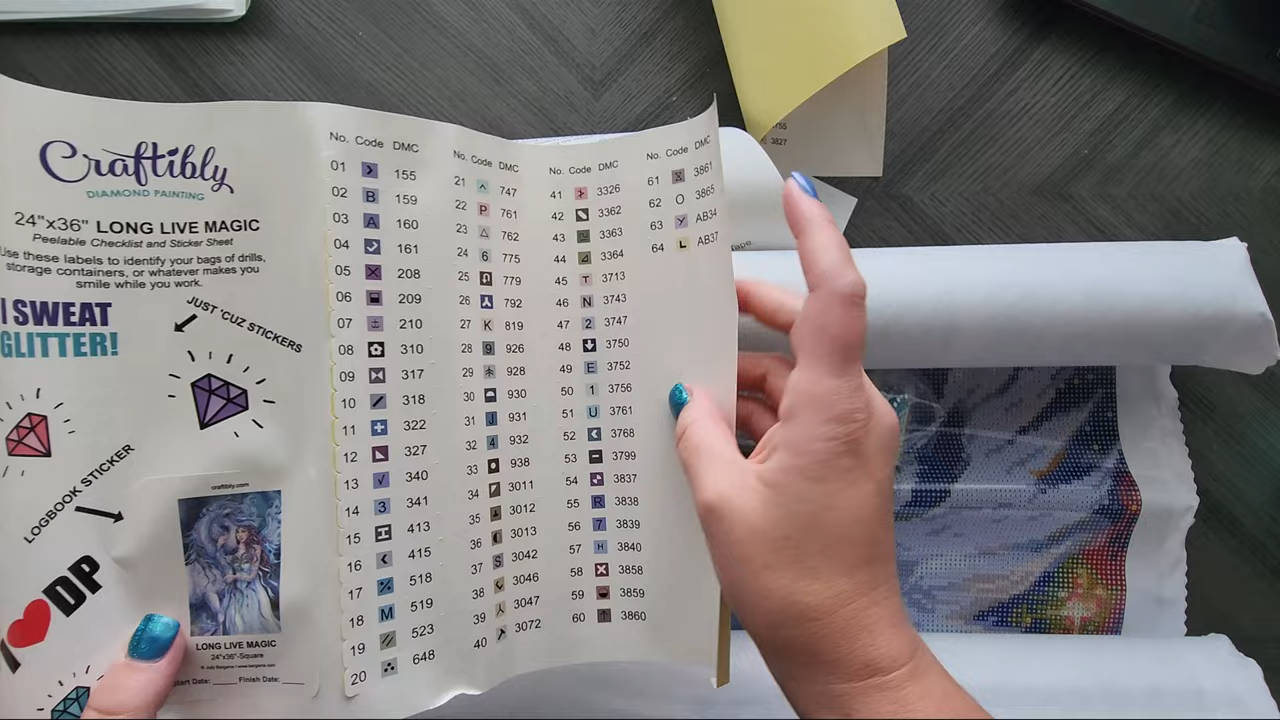 Craftibly
DIAMOND PAINTING
24"x36" LONG LIVE MAGIC
Peelable Checklist and Sticker Sheet
Use these labels to identify your bags of drills,
storage containers, or whatever makes you
smile while you work.
I SWEAT
GLITTER!
JUST 'CUZ STICKERS
LOGBOOK STICKER
I DP
craftibly.com
LONG LIVE MAGIC
24"x36"-Square
Start Date: _____ Finish Date: _____
No. Code DMC
01 155
02 B 159
03 A 160
04 161
05 208
06 209
07 210
08 310
09 317
10 318
11 322
12 327
13 √ 340
14 3 341
15 413
16 415
17 518
18 M 519
19 523
20 648
No. Code DMC
21 747
22 P 761
23 △ 762
24 6 775
25 779
26 792
27 K 819
28 9 926
29 928
30 930
31 J 931
32 4 932
33 938
34 3011
35 3012
36 3013
37 S 3042
38 3046
39 3047
40 3072
No. Code DMC
41 3326
42 3362
43 3363
44 3364
45 T 3713
46 N 3743
47 2 3747
48 3750
49 E 3752
50 1 3756
51 U 3761
52 3768
53 3799
54 3837
55 R 3838
56 7 3839
57 H 3840
58 3858
59 3859
60 3860
No. Code DMC
61 3861
62 O 3865
63 Y AB34
64 L AB37
755
3827
tape